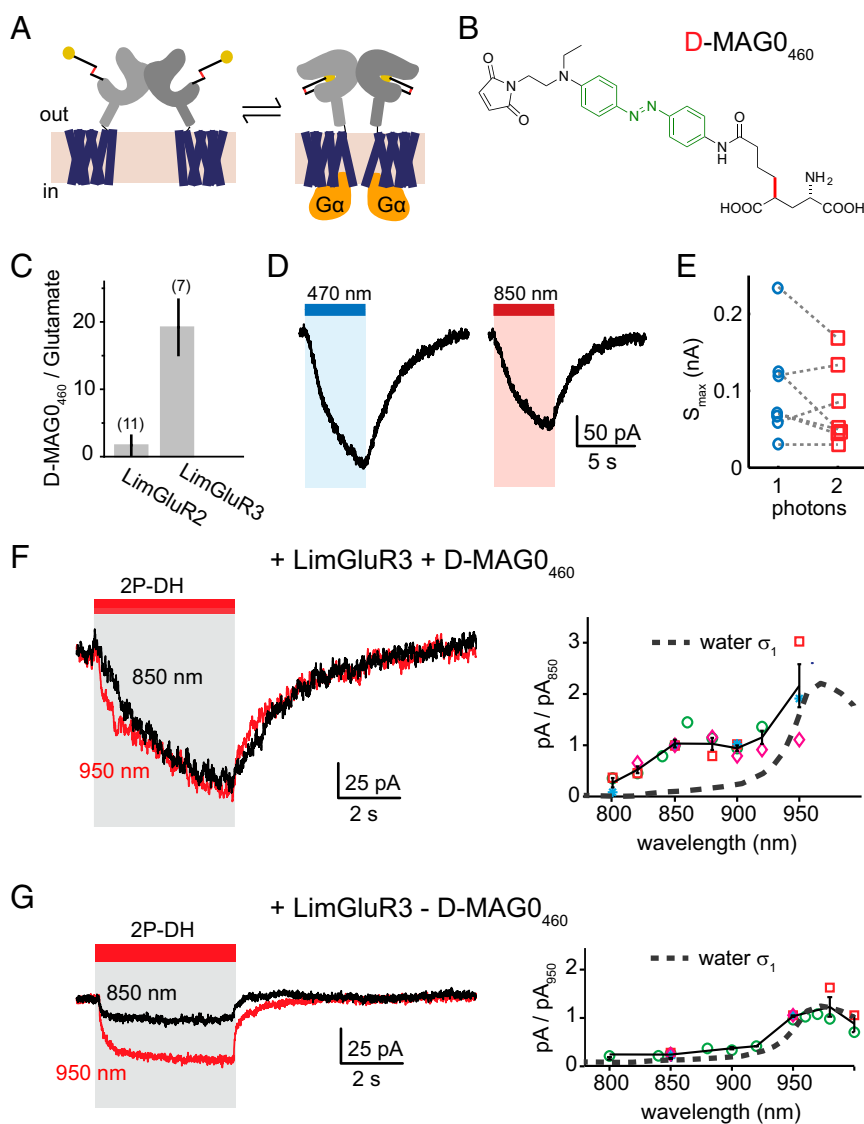 A
out
in
Gα
Gα
B
D-MAG0460
O
N
O
N
N
N
O
NH
NH2
HOOC
COOH
C
D-MAG0460 / Glutamate
20
10
0
(11)
(7)
LimGluR2
LimGluR3
D
470 nm
850 nm
50 pA
5 s
E
Smax (nA)
0.2
0.1
0
1
2
photons
F
+ LimGluR3 + D-MAG0460
2P-DH
850 nm
950 nm
25 pA
2 s
pA / pA850
3
2
1
0
water σ1
800
850
900
950
wavelength (nm)
G
+ LimGluR3 - D-MAG0460
2P-DH
850 nm
950 nm
25 pA
2 s
pA / pA950
2
1
0
water σ1
800
850
900
950
wavelength (nm)